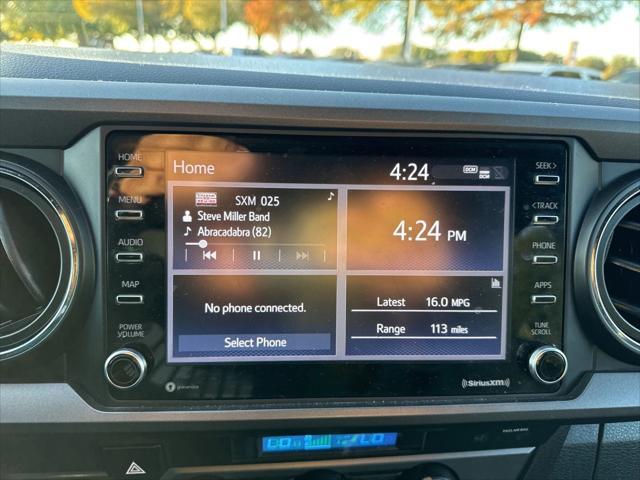 HOME
MENU
AUDIO
MAP
POWER
VOLUME
Home
4:24
DCM
DCM
SXM 025
Steve Miller Band
Abracadabra (82)
4:24 PM
No phone connected.
Select Phone
Latest 16.0 MPG
Range 113 miles
SEEK>
<TRACK
PHONE
APPS
TUNE
SCROLL
((SiriusXM))